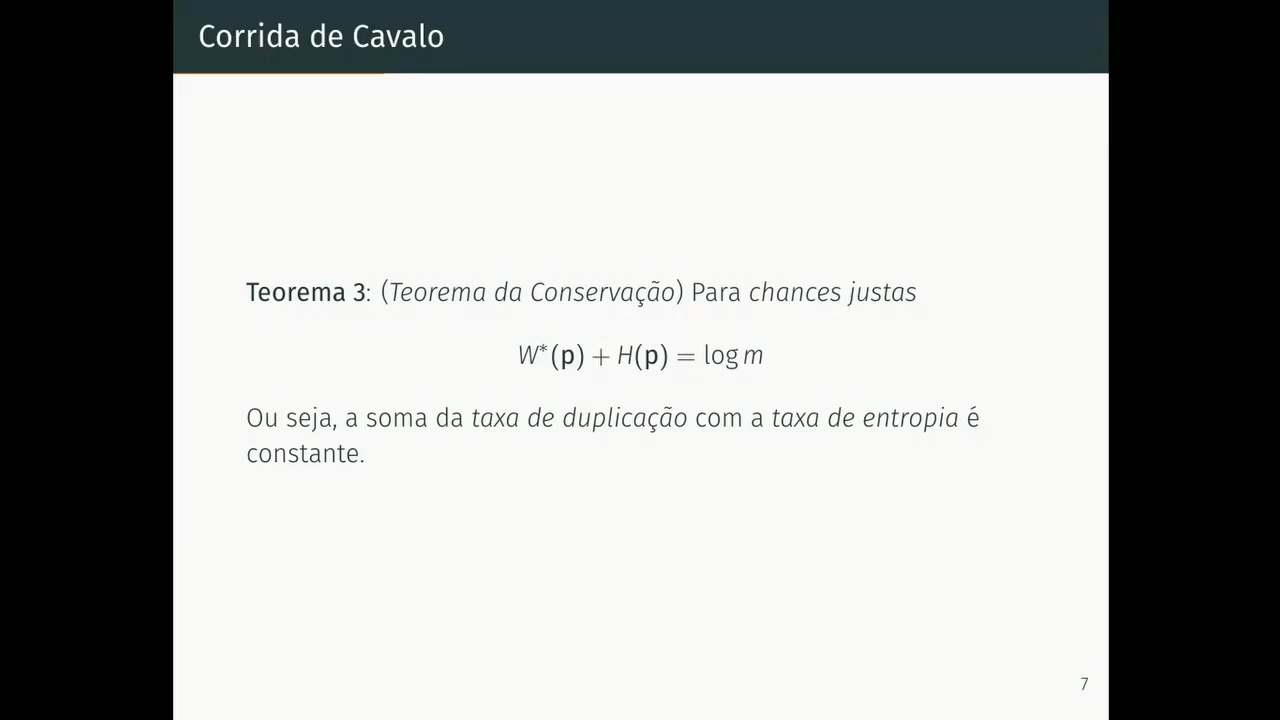 Corrida de Cavalo
Teorema 3: (Teorema da Conservação) Para chances justas
W*(p) + H(p) = log m
Ou seja, a soma da taxa de duplicação com a taxa de entropia é
constante.
7